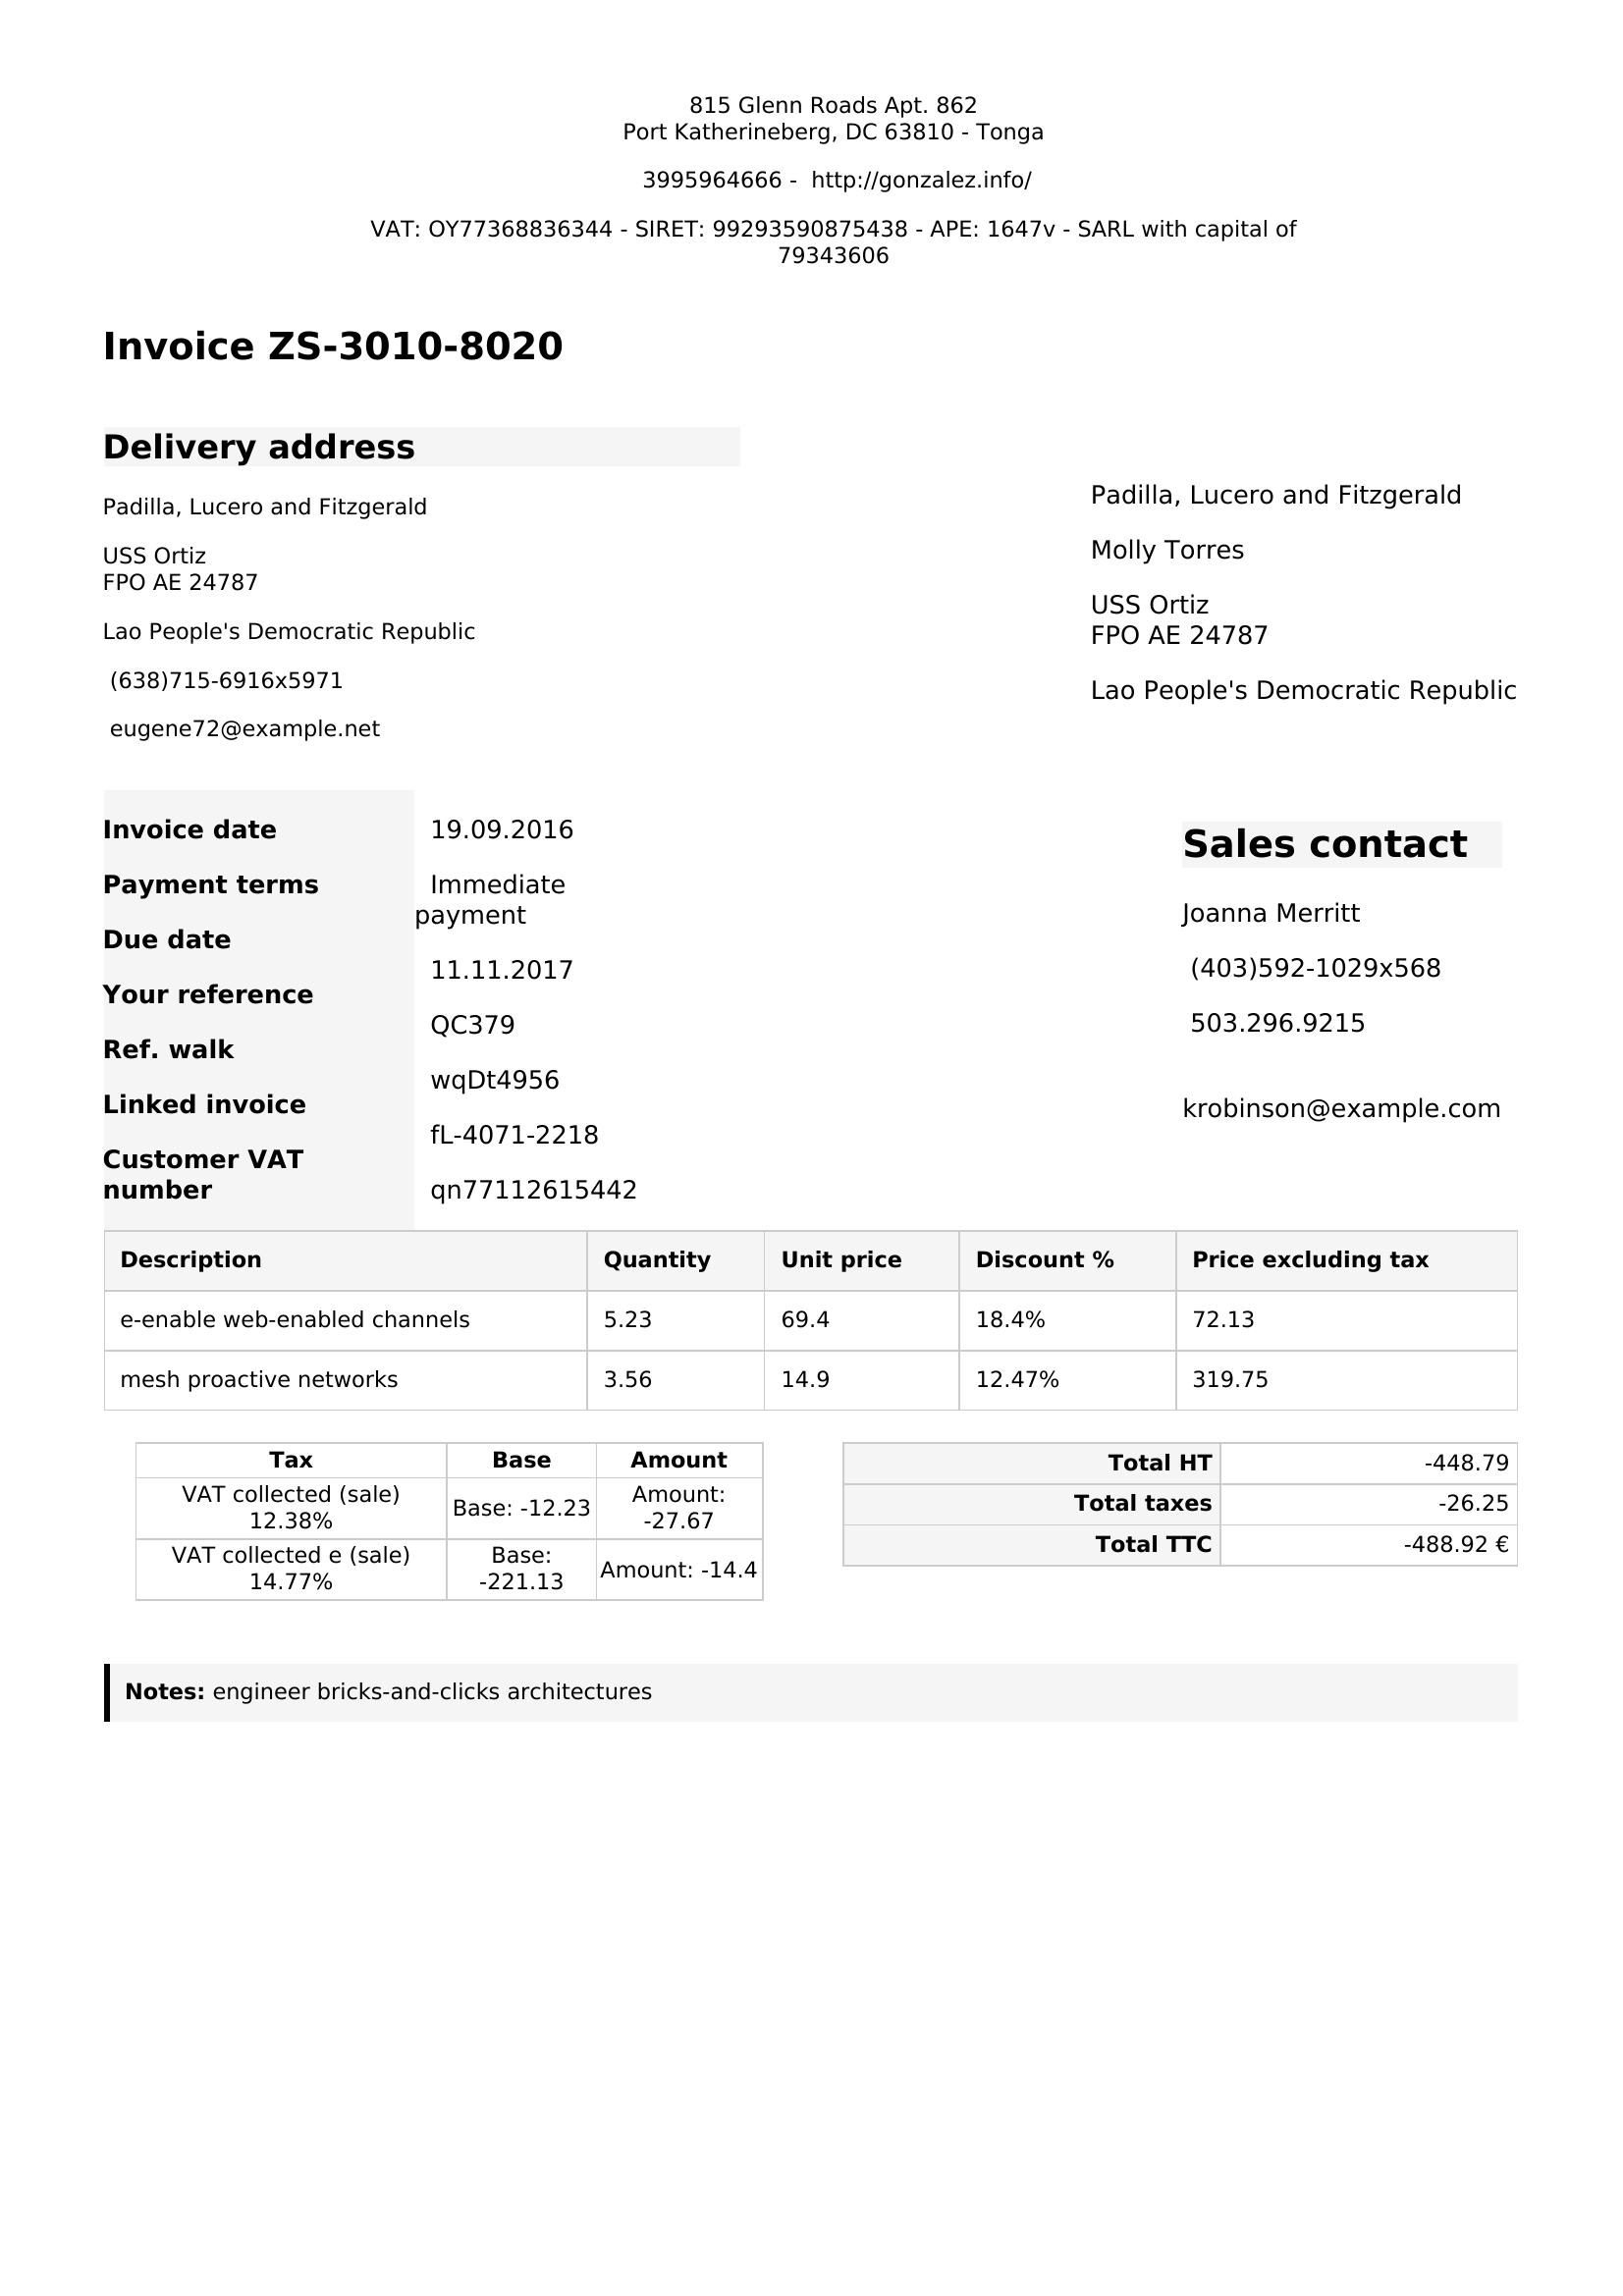 815 Glenn Roads Apt. 862
Port Katherineberg, DC 63810 - Tonga
3995964666 - http://gonzalez.info/
VAT: OY77368836344 - SIRET: 99293590875438 - APE: 1647v - SARL with capital of
79343606
Invoice ZS-3010-8020
Delivery address
Padilla, Lucero and Fitzgerald
USS Ortiz
FPO AE 24787
Lao People's Democratic Republic
(638)715-6916x5971
eugene72@example.net
Padilla, Lucero and Fitzgerald
Molly Torres
USS Ortiz
FPO AE 24787
Lao People's Democratic Republic
Invoice date
Payment terms
Due date
Your reference
Ref. walk
Linked invoice
Customer VAT
number
19.09.2016
Immediate
payment
11.11.2017
QC379
wqDt4956
fL-4071-2218
qn77112615442
Sales contact
Joanna Merritt
(403)592-1029x568
503.296.9215
krobinson@example.com
Description Quantity Unit price Discount % Price excluding tax
e-enable web-enabled channels 5.23 69.4 18.4% 72.13
mesh proactive networks 3.56 14.9 12.47% 319.75
Tax Base Amount
VAT collected (sale)
12.38%
Base: -12.23
Amount:
-27.67
VAT collected e (sale)
14.77%
Base:
-221.13
Amount: -14.4
Total HT -448.79
Total taxes -26.25
Total TTC -488.92 €
Notes: engineer bricks-and-clicks architectures